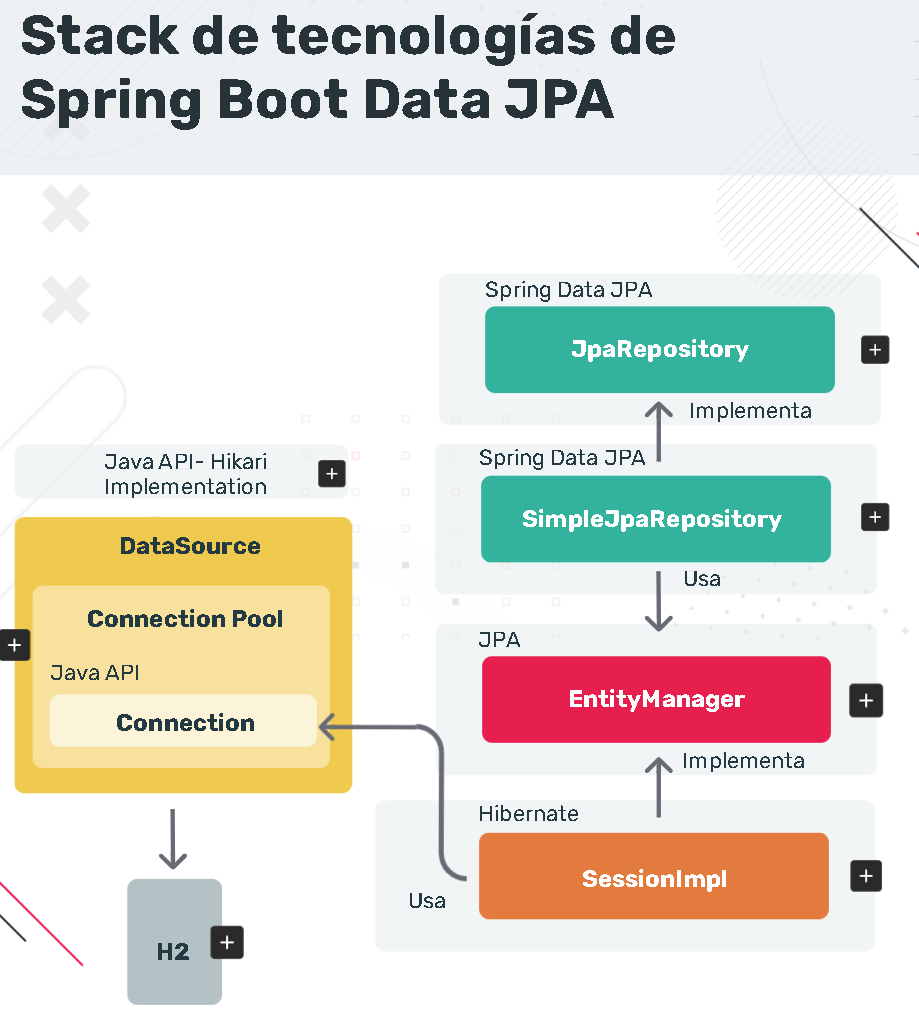 Stack de tecnologías de
Spring Boot Data JPA
Spring Data JPA
JpaRepository
+
Implementa
Spring Data JPA
SimpleJpaRepository
+
Usa
JPA
EntityManager
+
Implementa
Hibernate
SessionImpl
+
Usa
Java API- Hikari
Implementation
+
DataSource
Connection Pool
+
Java API
Connection
H2
+